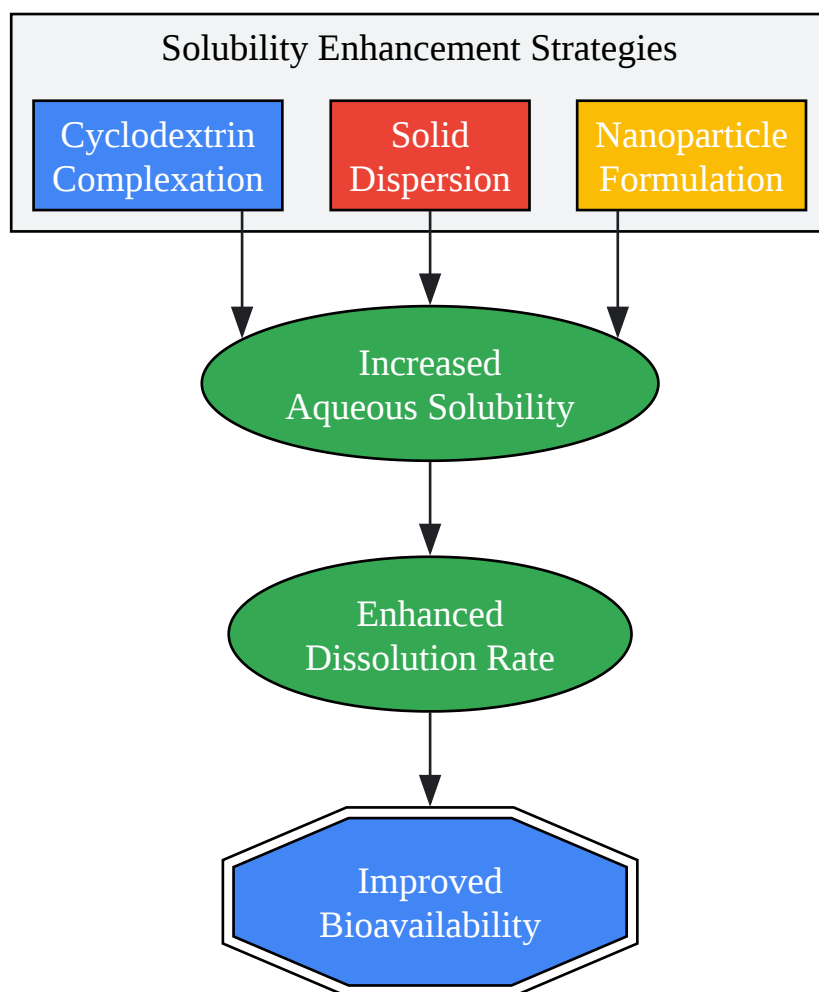 Solubility Enhancement Strategies
Cyclodextrin
Complexation
Solid
Dispersion
Nanoparticle
Formulation
Increased
Aqueous Solubility
Enhanced
Dissolution Rate
Improved
Bioavailability